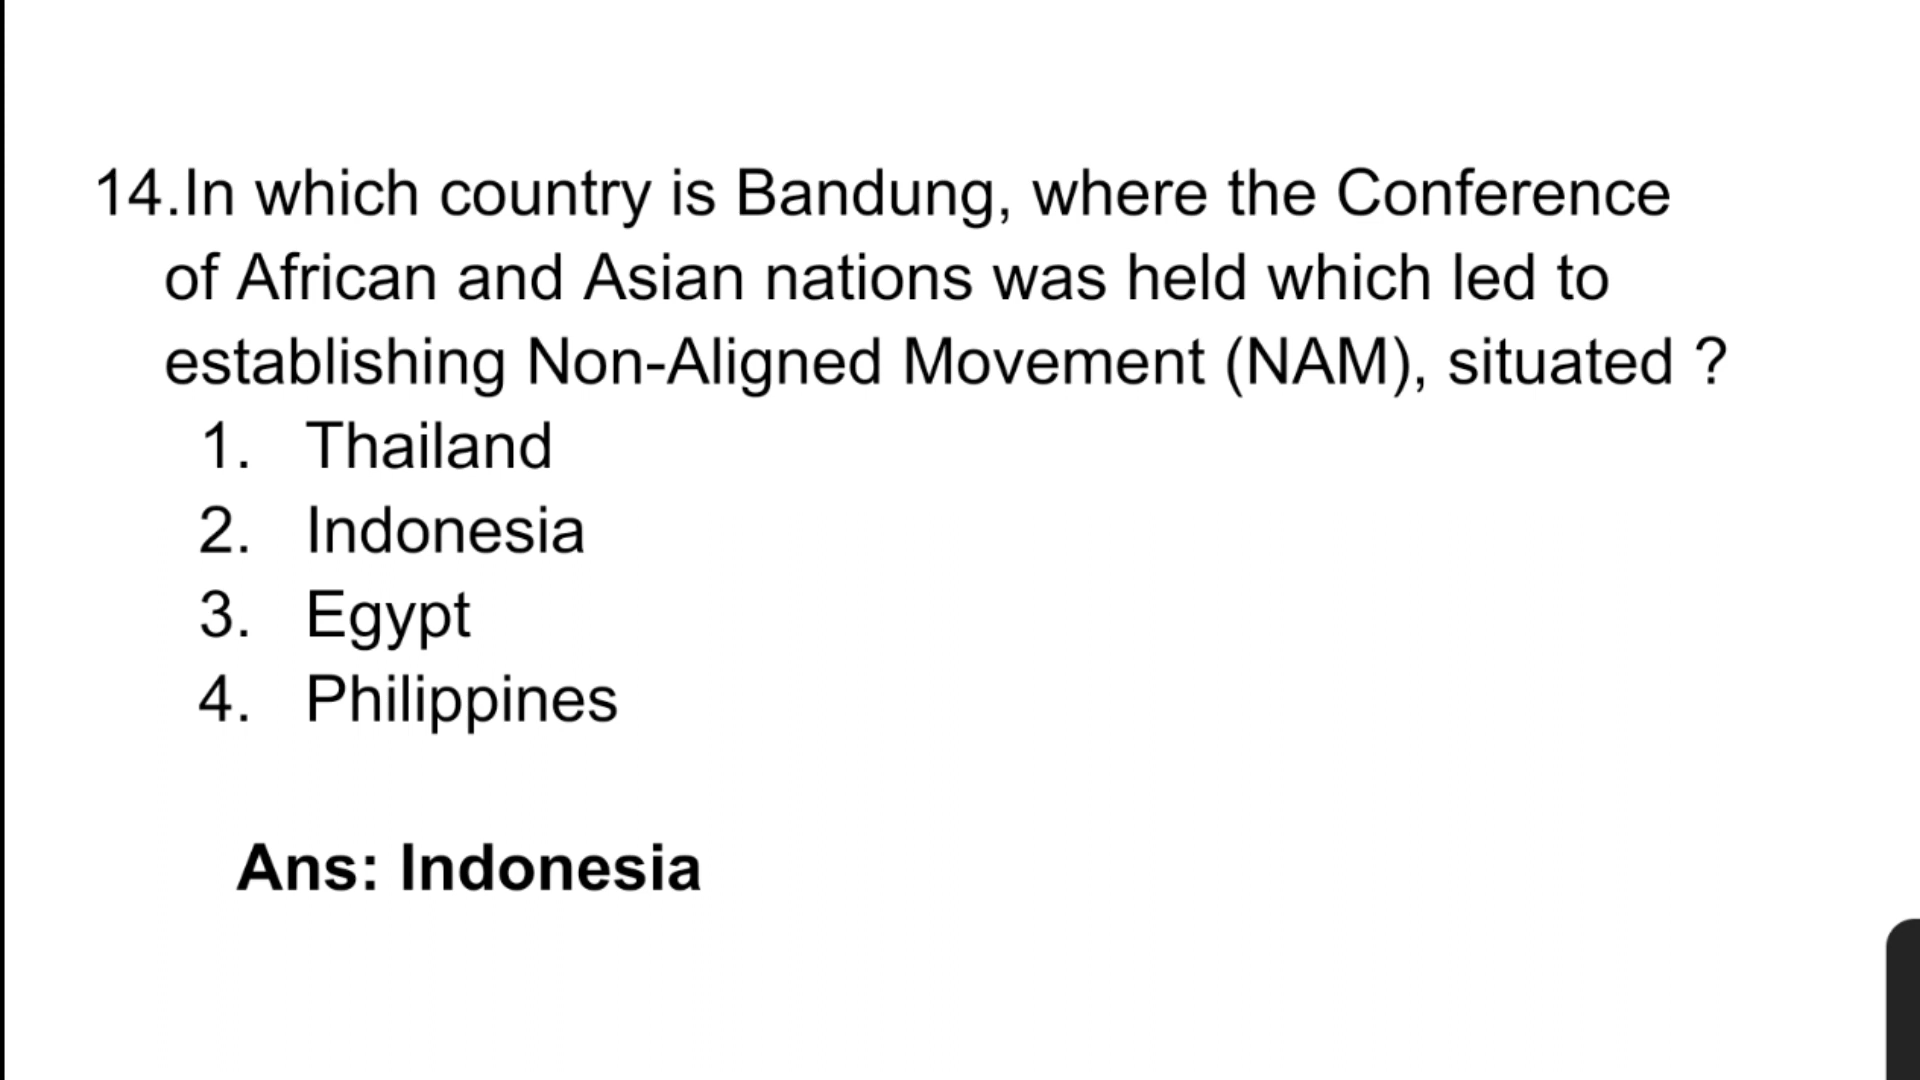 14.In which country is Bandung, where the Conference
of African and Asian nations was held which led to
establishing Non-Aligned Movement (NAM), situated ?
1. Thailand
2. Indonesia
3. Egypt
4. Philippines
Ans: Indonesia